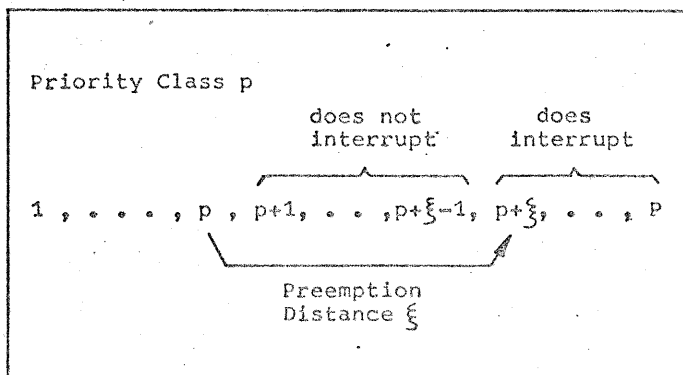 Priority Class p
does not does
interrupt interrupt
1 , . . . , p , p+1, . . ,p+ξ-1, p+ξ, . . . , P
Preemption
Distance ξ